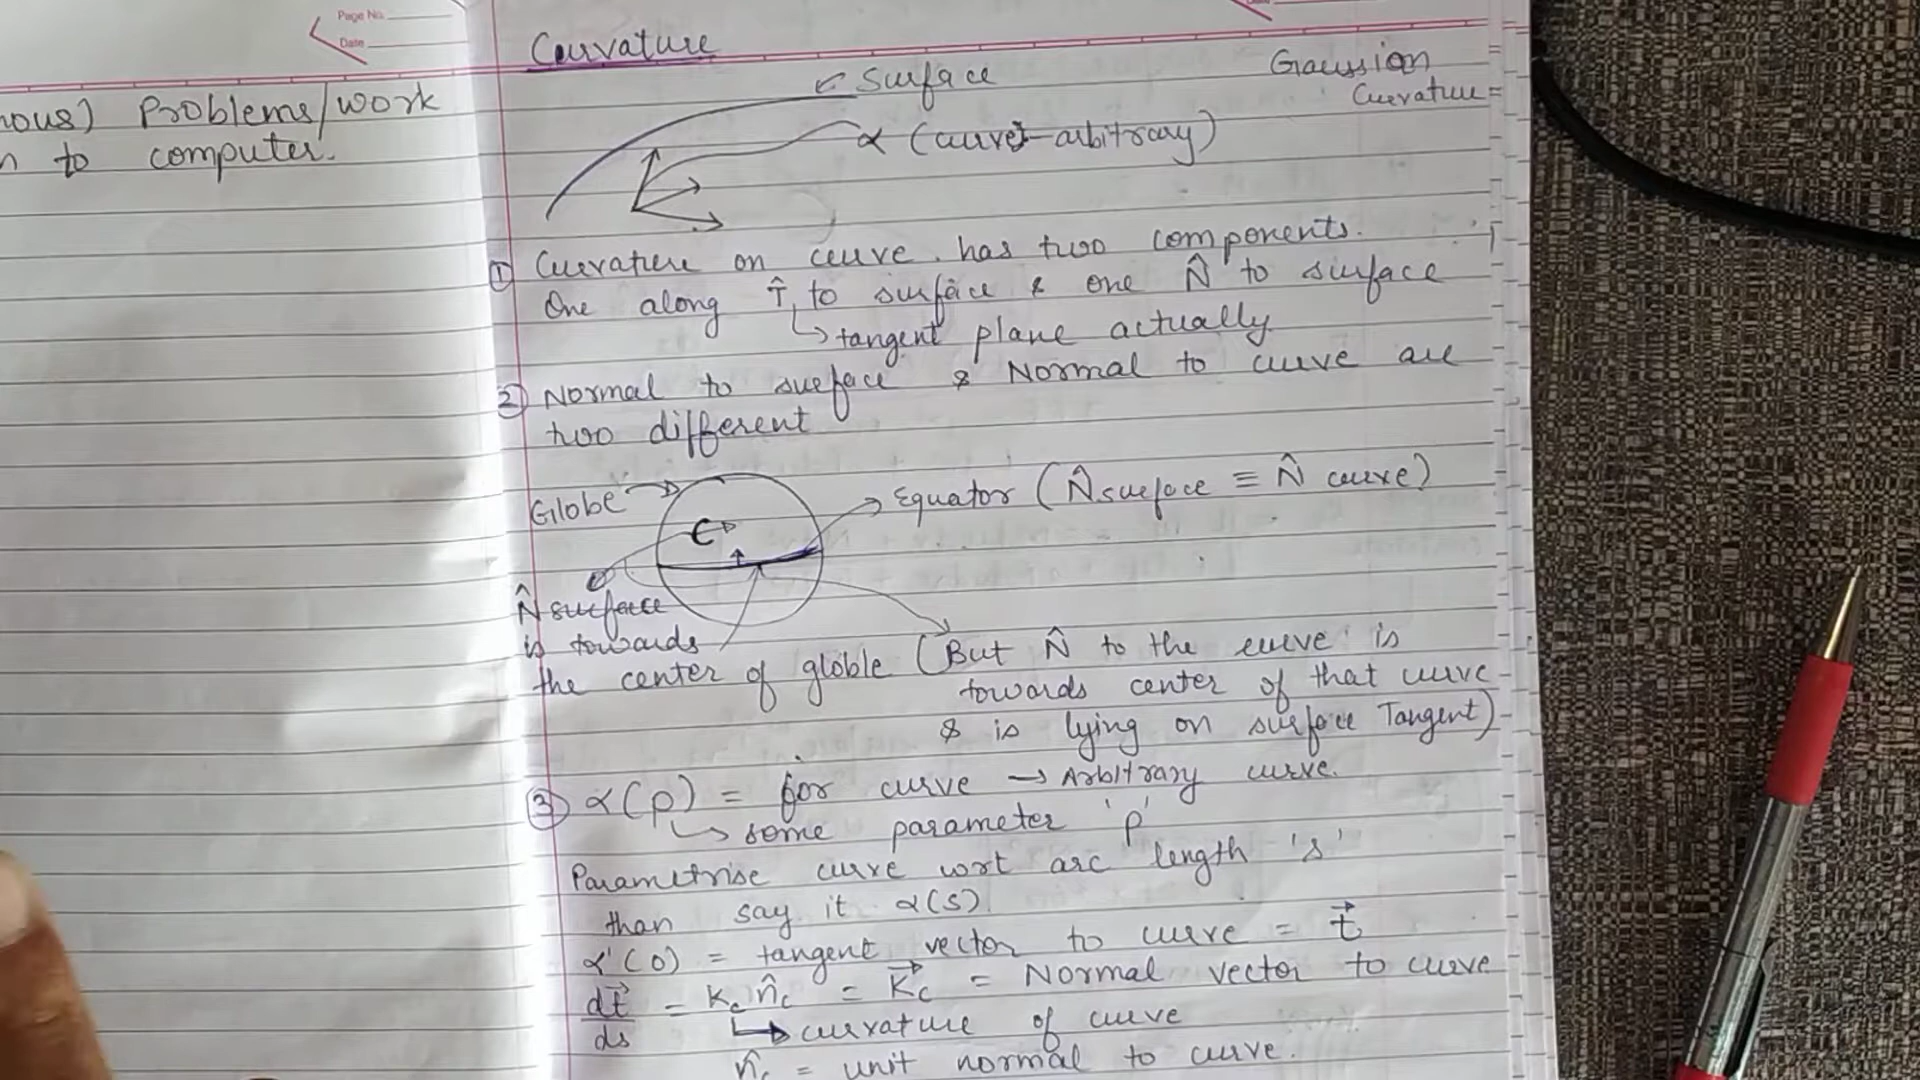 Page No.
Date
nous) Problems/work
n to computer.
Curvature
Surface
Gaussian
Curvature =
α (curve - arbitrary)
① Curvature on curve has two components.
One along T̂ to surface & one N̂ to surface
↳ tangent plane actually
② Normal to surface & Normal to curve are
two different
Globe → Equator (N̂ surface ≡ N̂ curve)
N̂ surface
is towards
the center of globle (But N̂ to the curve is
towards center of that curve
& is lying on surface Tangent)
③ α(p) = for curve → Arbitrary curve.
↳ some parameter 'p'
Parametrise curve wort arc length 's'
than say it α(s)
α'(0) = tangent vector to curve = t⃗
dt⃗/ds = Kc n̂c = K⃗c = Normal vector to curve
↳ curvature of curve
n̂c = unit normal to curve.